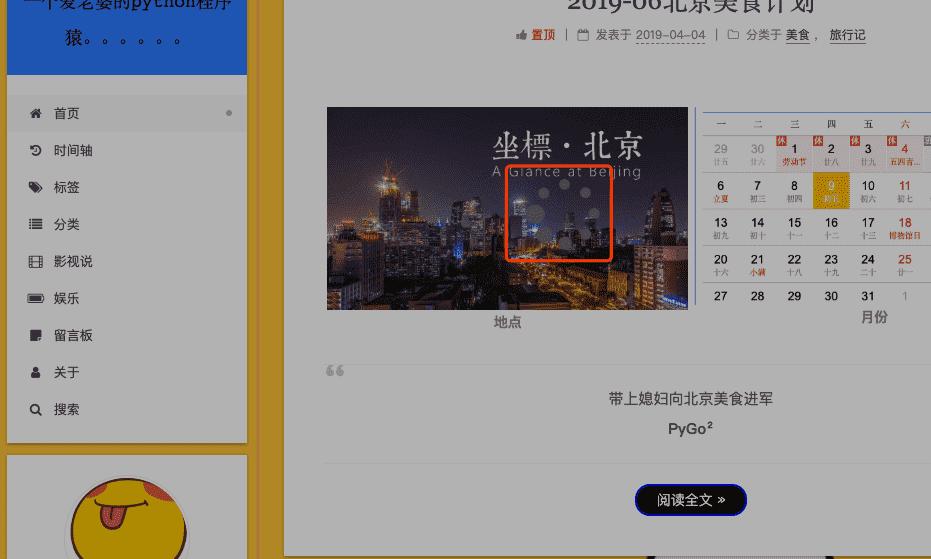 一个爱老婆的python程序
猿。。。。。。
首页
时间轴
标签
分类
影视说
娱乐
留言板
关于
搜索
2019-06北京美食计划
置顶 | 发表于 2019-04-04 | 分类于 美食 ， 旅行记
坐標·北京
A Glance at Beijing
地点
一 二 三 四 五 六
29 30 休 1 休 2 休 3 休 4
廿五 廿六 劳动节 廿八 廿九 五四青...
6 7 8 9 10 11
立夏 初三 初四 初五 初六 初七
13 14 15 16 17 18
初九 初十 十一 十二 十三 博物馆日
20 21 22 23 24 25
十六 小满 十八 十九 二十 廿一
27 28 29 30 31 1
月份
带上媳妇向北京美食进军
PyGo²
阅读全文 »